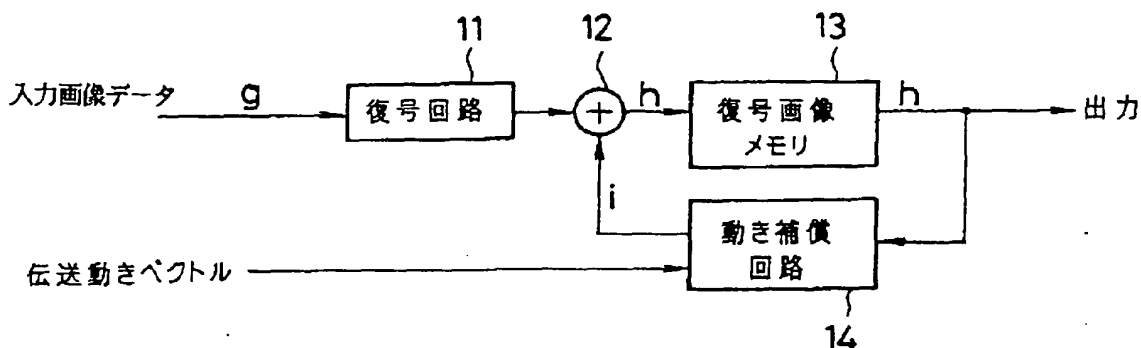 11
12
13
入力画像データ
g
復号回路
h
復号画像
メモリ
h
出力
i
動き補償
回路
伝送動きベクトル
14